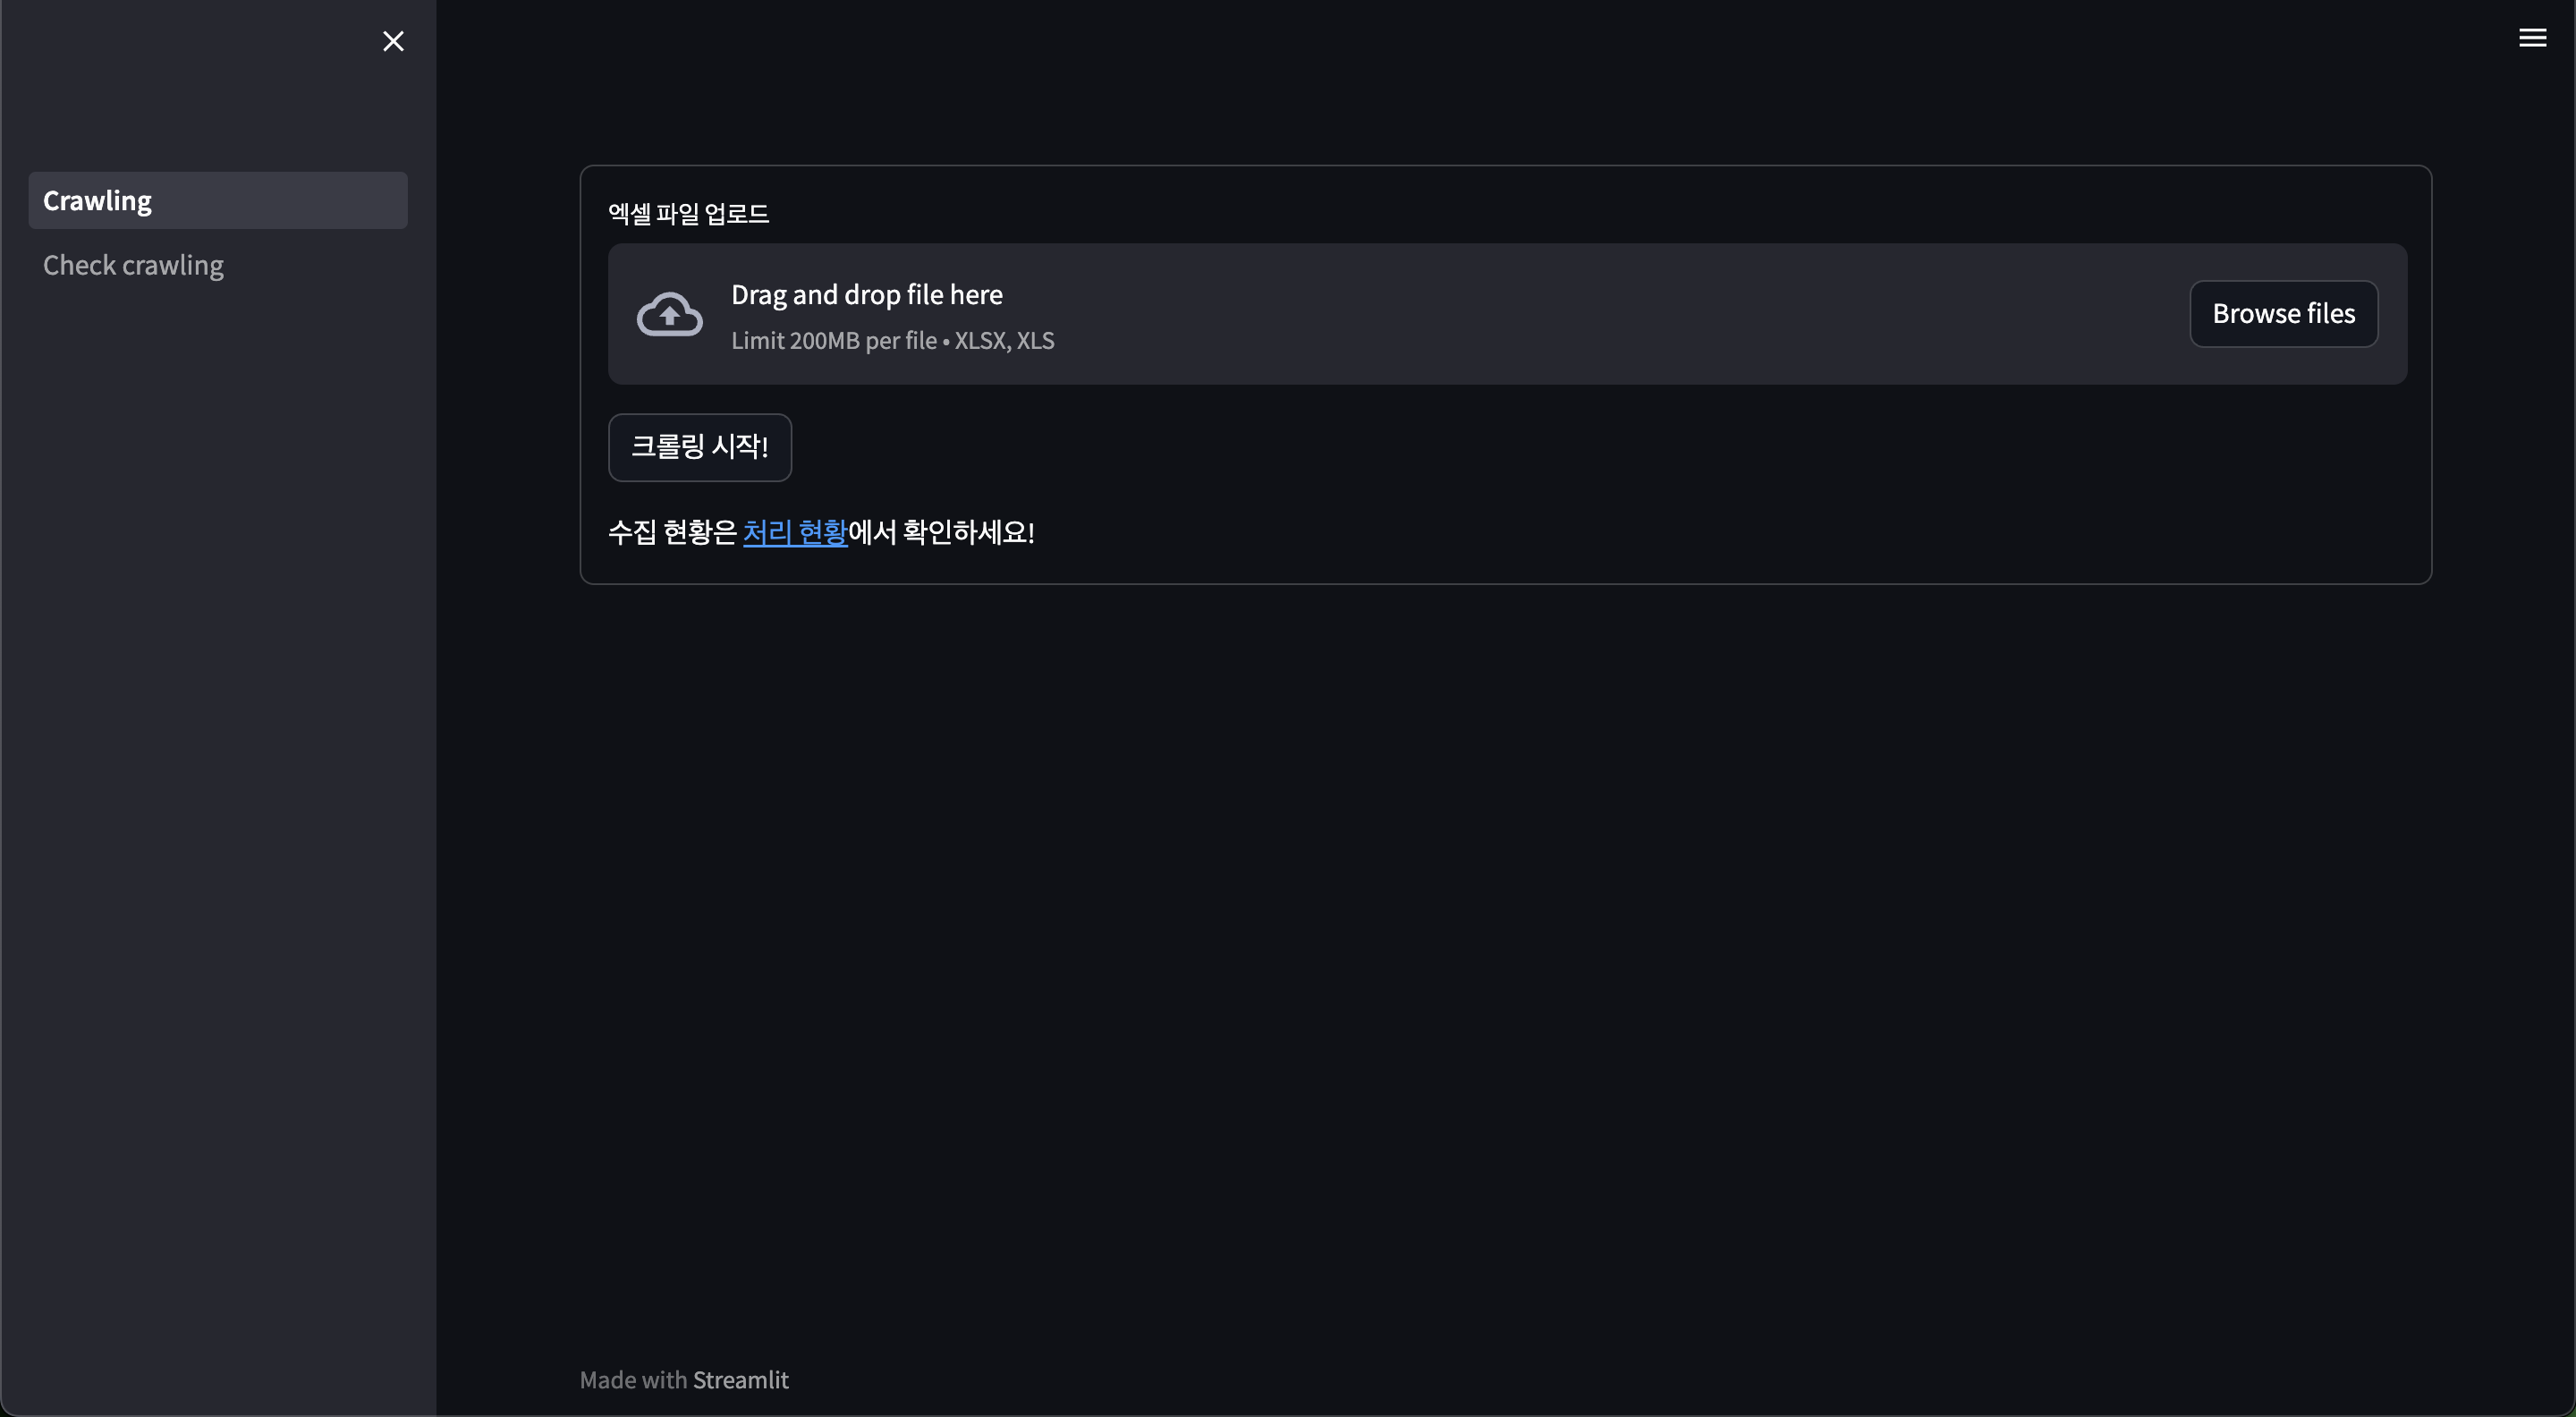 Crawling
Check crawling
엑셀 파일 업로드
Drag and drop file here
Limit 200MB per file • XLSX, XLS
Browse files
크롤링 시작!
수집 현황은 처리 현황에서 확인하세요!
Made with Streamlit